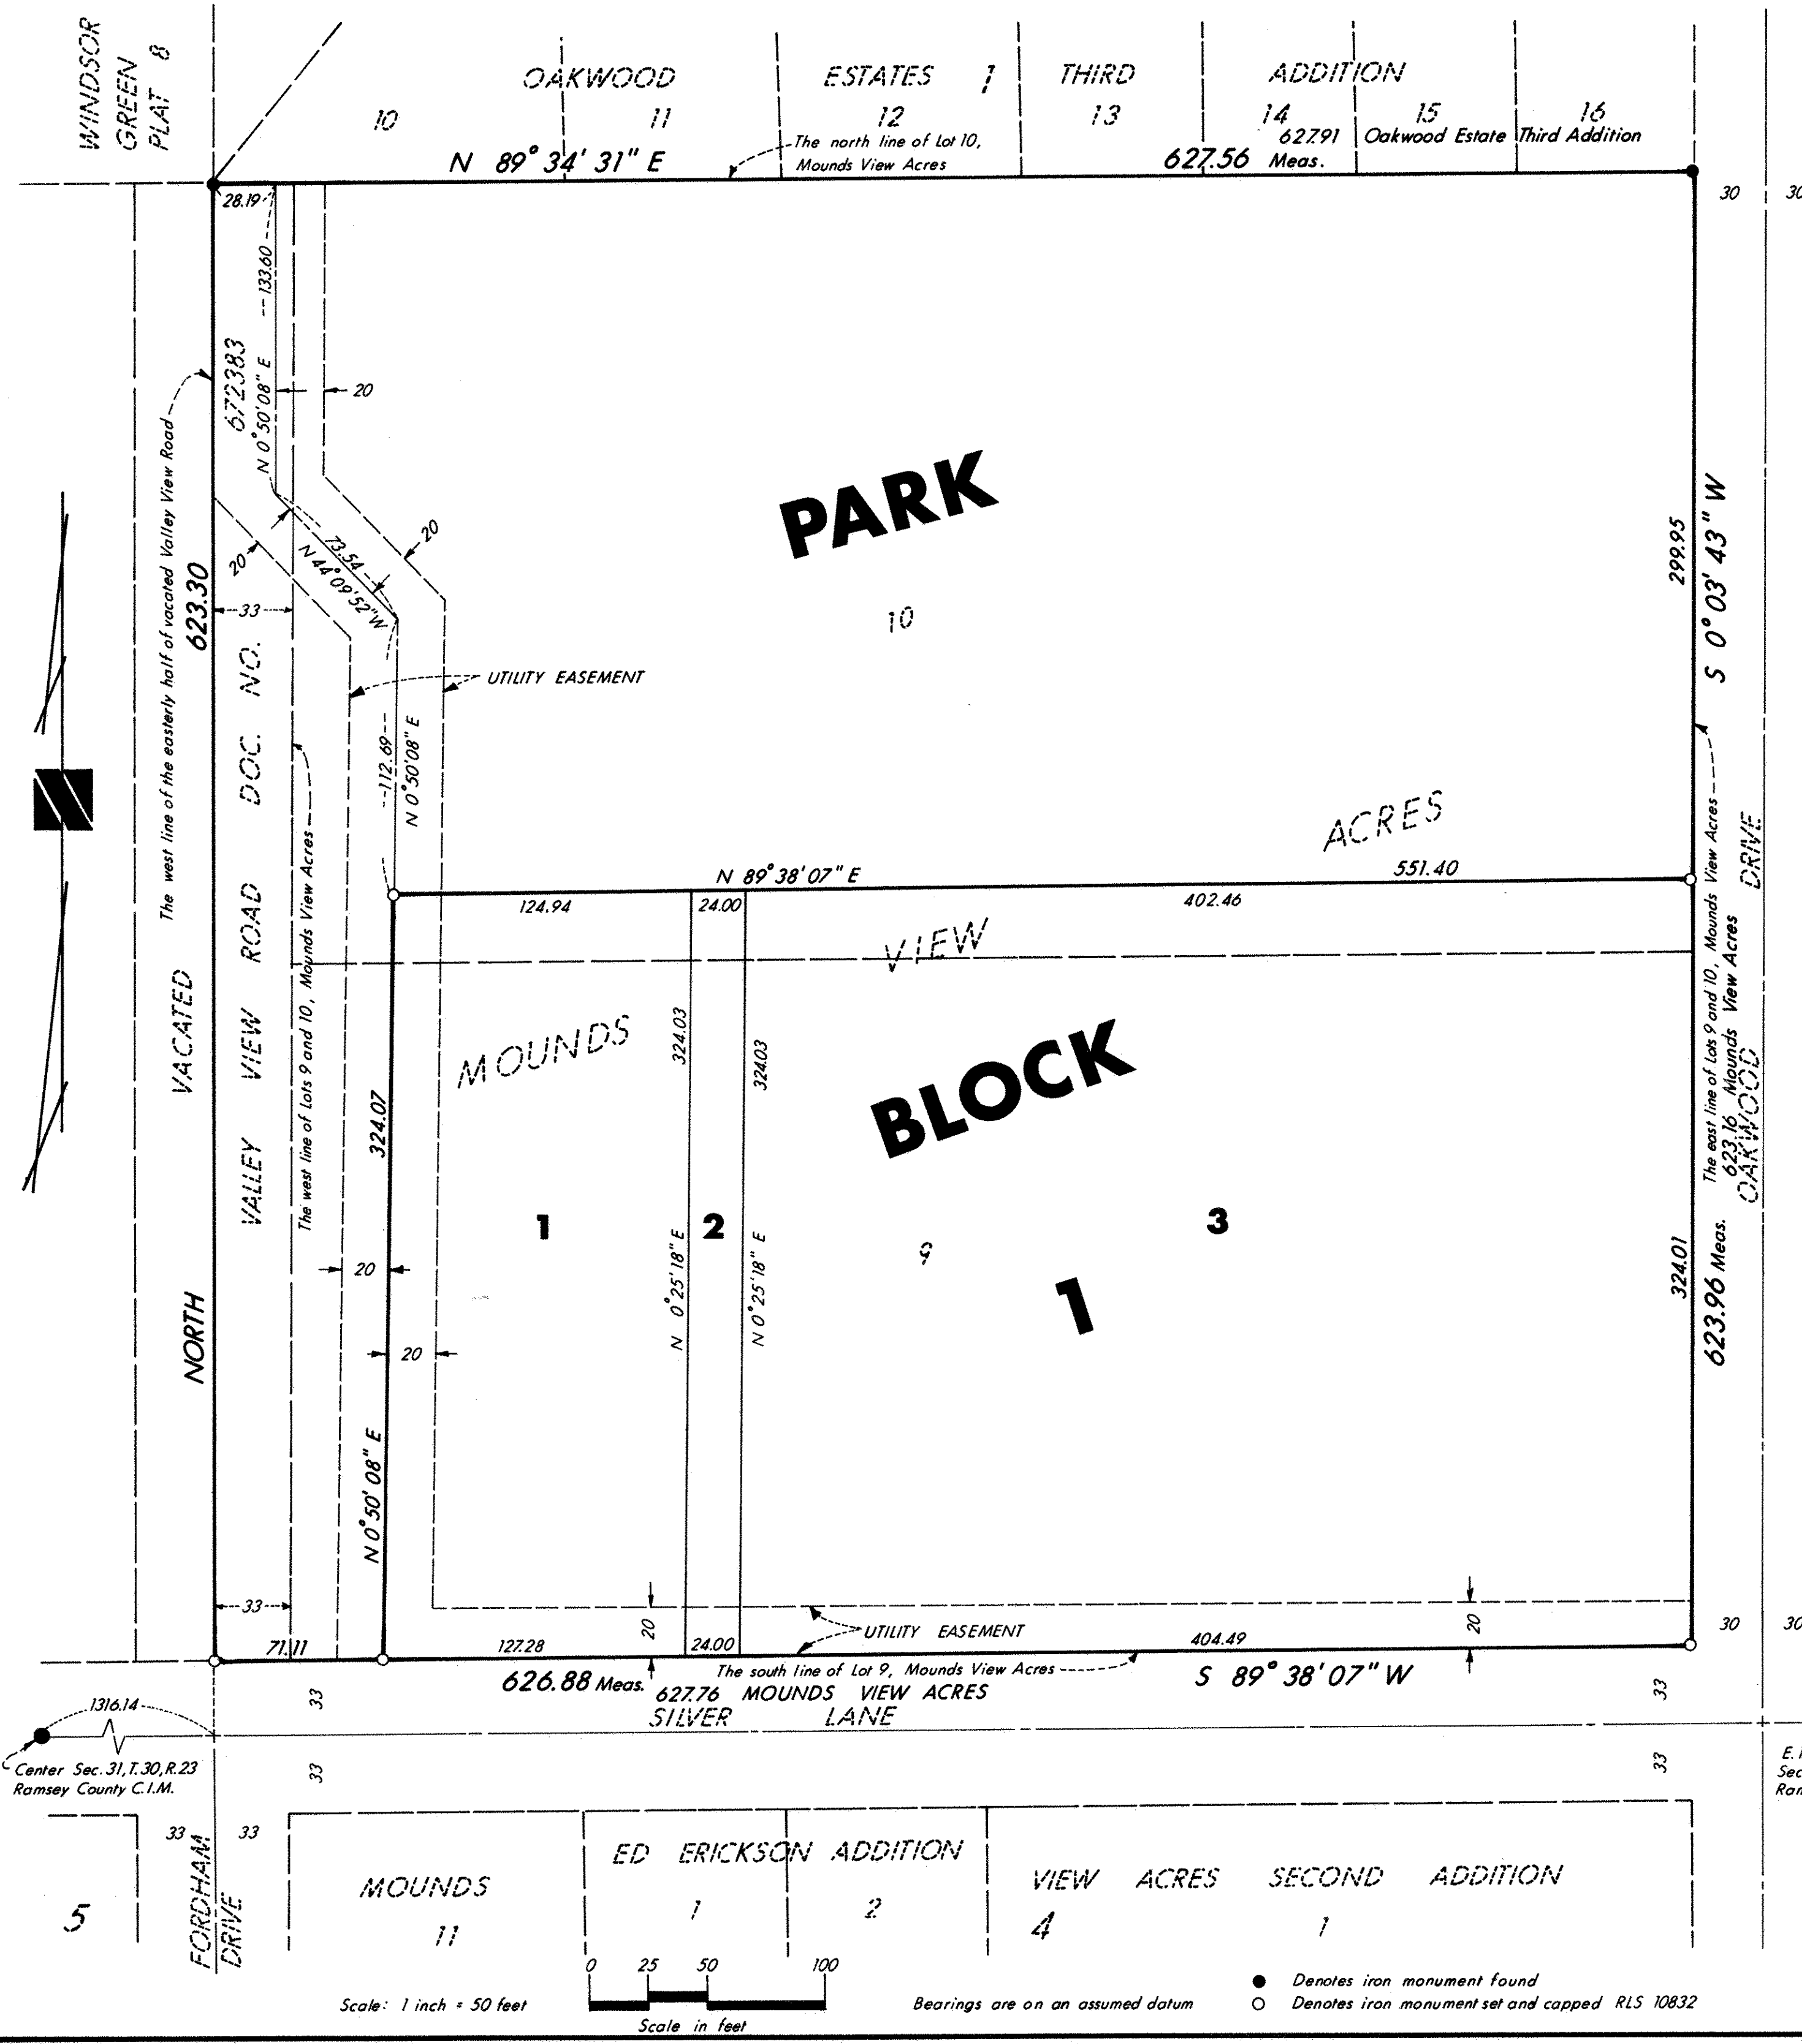 WINDSOR
GREEN
PLAT 8
OAKWOOD ESTATES 1 THIRD ADDITION
10 11 12 13 14 15 16
627.91 Oakwood Estate Third Addition
The north line of Lot 10,
Mounds View Acres
N 89° 34' 31" E
627.56 Meas.
30 30
28.19
133.60
N 0° 50' 08" E
672383
20
The west line of the easterly half of vacated Valley View Road
623.30
20
73.54
N 44° 09' 52" W
20
33
PARK
10
299.95
S 0° 03' 43" W
UTILITY EASEMENT
112.69
N 0° 50' 08" E
VACATED
VALLEY VIEW ROAD DOC. NO.
The west line of Lots 9 and 10, Mounds View Acres
N
ACRES
N 89° 38' 07" E
551.40
124.94 24.00 402.46
VIEW
MOUNDS
324.03
324.03
324.07
BLOCK
1
1 2 3
9
N 0° 25' 18" E
N 0° 25' 18" E
20
20
N 0° 50' 08" E
NORTH
324.01
623.96 Meas.
The east line of Lots 9 and 10, Mounds View Acres
623.16 Mounds View Acres
OAKWOOD DRIVE
33
20
20
UTILITY EASEMENT
30 30
71.11 127.28 24.00 404.49
626.88 Meas.
The south line of Lot 9, Mounds View Acres
S 89° 38' 07" W
627.76 MOUNDS VIEW ACRES
SILVER LANE
1316.14
33 33
Center Sec. 31, T. 30, R. 23
Ramsey County C.I.M.
33 33
33 33
FORDHAM
DRIVE
5
MOUNDS
11
ED ERICKSON ADDITION
1 2
VIEW ACRES SECOND ADDITION
4 1
0 25 50 100
Scale: 1 inch = 50 feet
Scale in feet
Bearings are on an assumed datum
Denotes iron monument found
Denotes iron monument set and capped RLS 10832